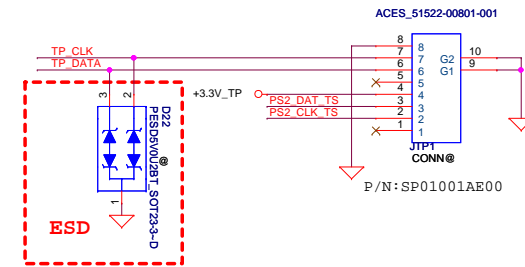 ACES_51522-00801-001
TP_CLK
TP_DATA
8 8
7 7
6 6
5 5
4 4
3 3
2 2
1 1
G2 10
G1 9
+3.3V_TP
PS2_DAT_TS
PS2_CLK_TS
JTP1
CONN@
P/N:SP01001AE00
3
2
1
D22
PESD5V0U2BT_SOT23-3~D
@
ESD